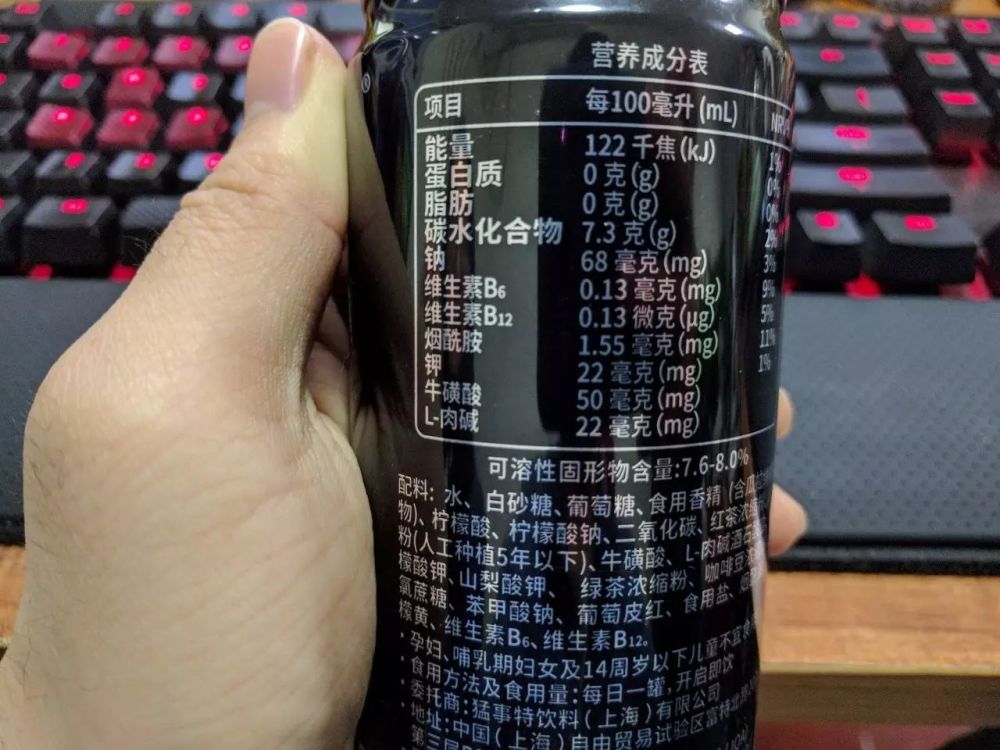 营养成分表
项目 每100毫升 (mL)
能量 122 千焦 (kJ) 1%
蛋白质 0 克 (g) 0%
脂肪 0 克 (g) 0%
碳水化合物 7.3 克 (g) 2%
钠 68 毫克 (mg) 3%
维生素B₆ 0.13 毫克 (mg) 9%
维生素B₁₂ 0.13 微克 (μg) 5%
烟酰胺 1.55 毫克 (mg) 11%
钾 22 毫克 (mg) 1%
牛磺酸 50 毫克 (mg)
L-肉碱 22 毫克 (mg)
可溶性固形物含量:7.6-8.0%
配料: 水、白砂糖、葡萄糖、食用香精 (含瓜
物)、柠檬酸、柠檬酸钠、二氧化碳、红茶浓缩
粉(人工种植5年以下)、牛磺酸、L-肉碱酒石
檬酸钾、山梨酸钾、绿茶浓缩粉、咖啡豆
氯蔗糖、苯甲酸钠、葡萄皮红、食用盐、烟
檬黄、维生素B₆、维生素B₁₂。
·孕妇、哺乳期妇女及14周岁以下儿童不宜
·食用方法及食用量:每日一罐,开启即饮
·委托商:猛事特饮料(上海)有限公司
·地址:中国(上海)自由贸易试验区富特北路